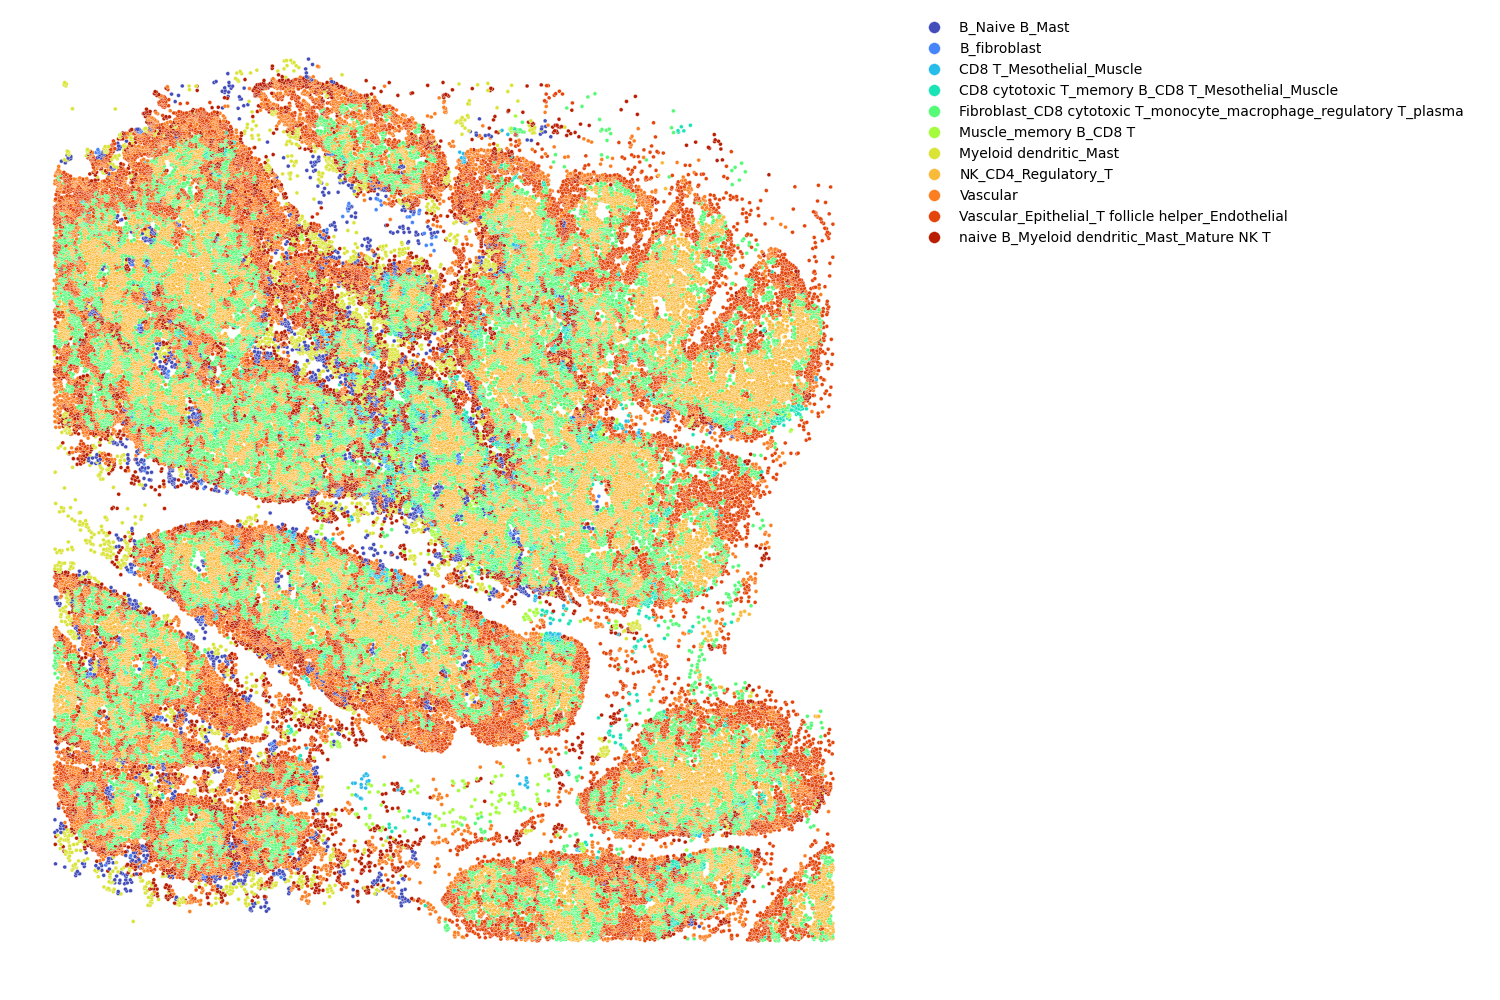 B_Naive B_Mast
B_fibroblast
CD8 T_Mesothelial_Muscle
CD8 cytotoxic T_memory B_CD8 T_Mesothelial_Muscle
Fibroblast_CD8 cytotoxic T_monocyte_macrophage_regulatory T_plasma
Muscle_memory B_CD8 T
Myeloid dendritic_Mast
NK_CD4_Regulatory_T
Vascular
Vascular_Epithelial_T follicle helper_Endothelial
naive B_Myeloid dendritic_Mast_Mature NK T